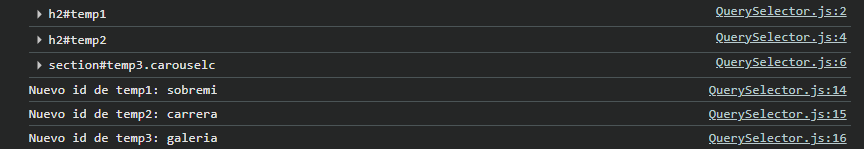 h2#temp1 QuerySelector.js:2
h2#temp2 QuerySelector.js:4
section#temp3.carouselc QuerySelector.js:6
Nuevo id de temp1: sobremi QuerySelector.js:14
Nuevo id de temp2: carrera QuerySelector.js:15
Nuevo id de temp3: galeria QuerySelector.js:16